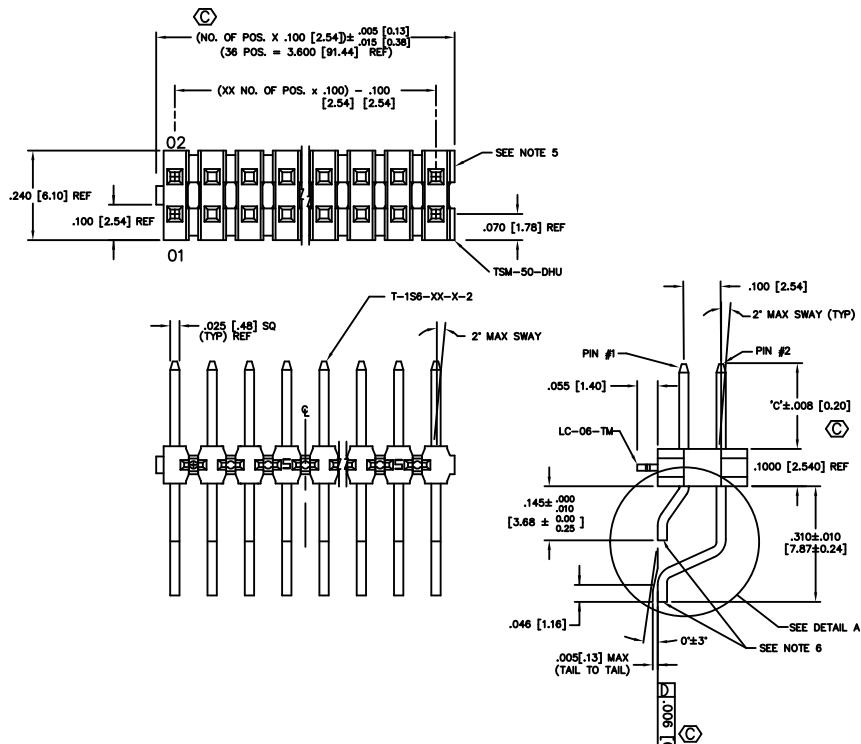 C
(NO. OF POS. X .100 [2.54])± .005 [0.13]
.015 [0.38]
(36 POS. = 3.600 [91.44] REF)
(XX NO. OF POS. x .100) - .100
[2.54] [2.54]
02
SEE NOTE 5
.240 [6.10] REF
.100 [2.54] REF
.070 [1.78] REF
01
TSM-50-DHU
T-1S6-XX-X-2
.100 [2.54]
.025 [.48] SQ
(TYP) REF
2° MAX SWAY
2° MAX SWAY (TYP)
PIN #1
PIN #2
.055 [1.40]
"C"±.008 [0.20]
C
LC-06-TM
.1000 [2.540] REF
.145± .000
.010
[3.68 ± 0.00
0.25 ]
.310±.010
[7.87±0.24]
.046 [1.16]
SEE DETAIL A
0°±3°
SEE NOTE 6
.005[.13] MAX
(TAIL TO TAIL)
.006
C